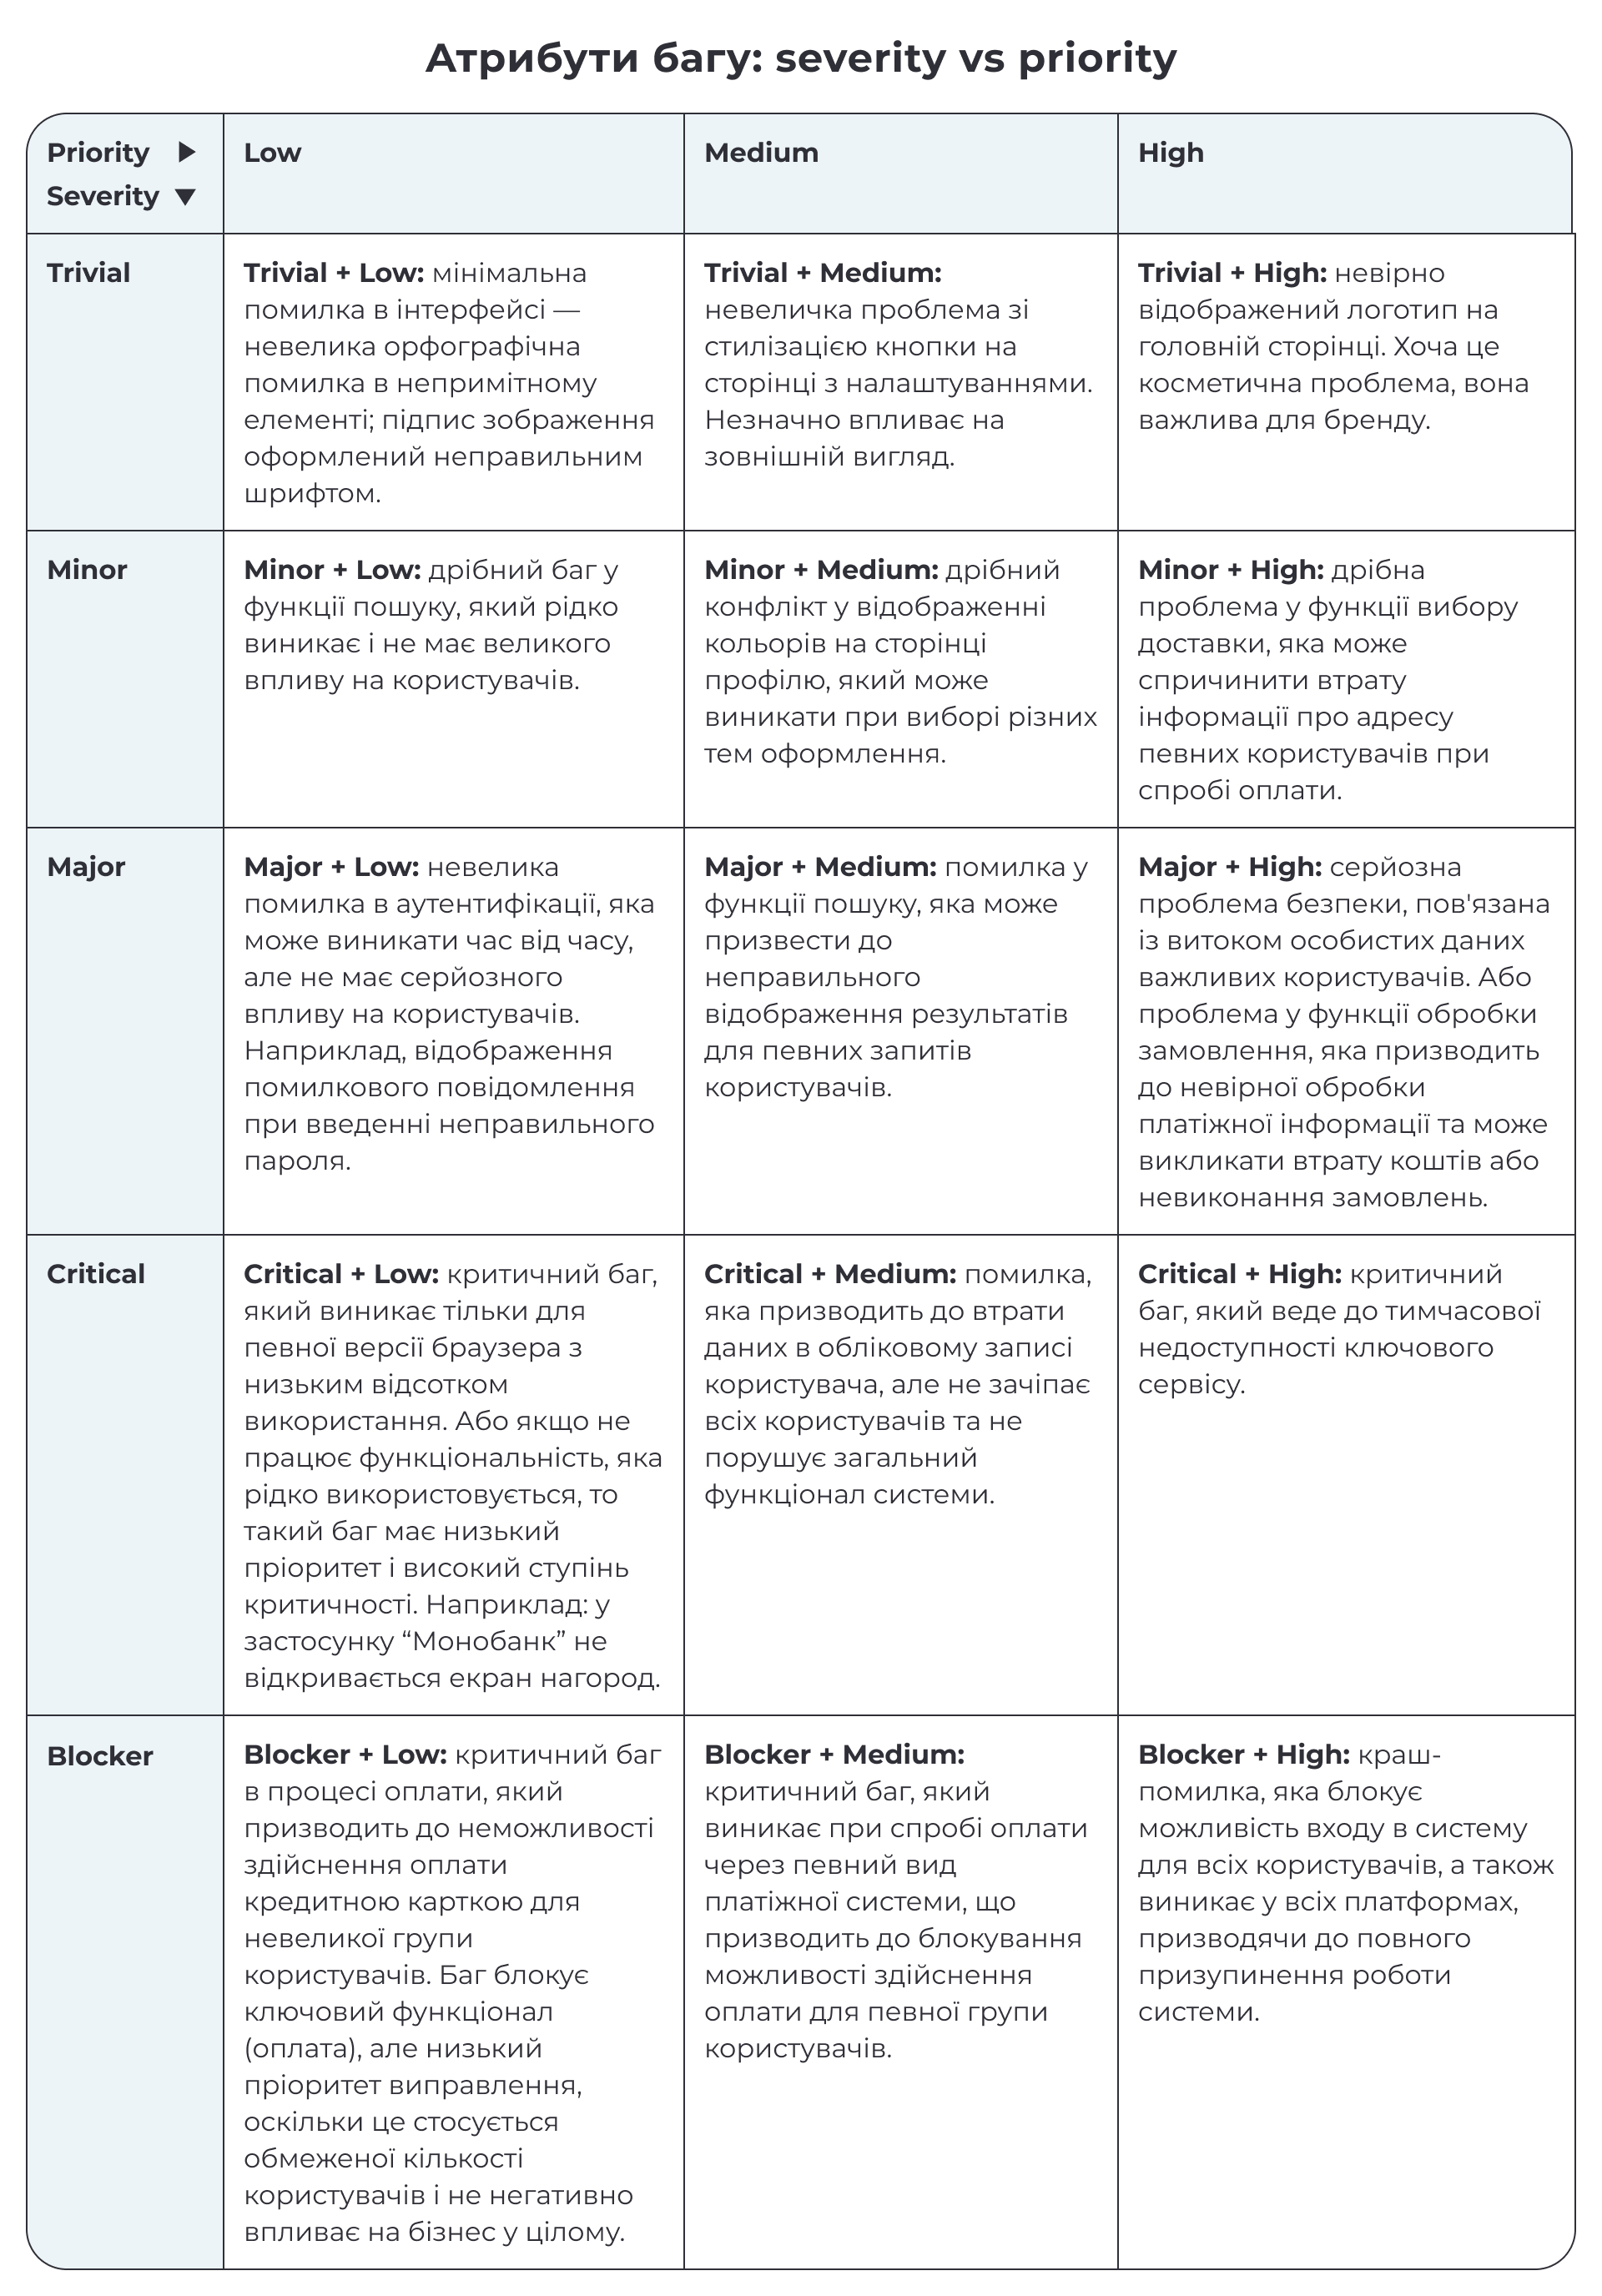 Атрибути багу: severity vs priority
Priority ▶
Severity ▼
Low
Medium
High
Trivial
Trivial + Low: мінімальна
помилка в інтерфейсі —
невелика орфографічна
помилка в непримітному
елементі; підпис зображення
оформлений неправильним
шрифтом.
Trivial + Medium:
невеличка проблема зі
стилізацією кнопки на
сторінці з налаштуваннями.
Незначно впливає на
зовнішній вигляд.
Trivial + High: невірно
відображений логотип на
головній сторінці. Хоча це
косметична проблема, вона
важлива для бренду.
Minor
Minor + Low: дрібний баг у
функції пошуку, який рідко
виникає і не має великого
впливу на користувачів.
Minor + Medium: дрібний
конфлікт у відображенні
кольорів на сторінці
профілю, який може
виникати при виборі різних
тем оформлення.
Minor + High: дрібна
проблема у функції вибору
доставки, яка може
спричинити втрату
інформації про адресу
певних користувачів при
спробі оплати.
Major
Major + Low: невелика
помилка в аутентифікації, яка
може виникати час від часу,
але не має серйозного
впливу на користувачів.
Наприклад, відображення
помилкового повідомлення
при введенні неправильного
пароля.
Major + Medium: помилка у
функції пошуку, яка може
призвести до
неправильного
відображення результатів
для певних запитів
користувачів.
Major + High: серйозна
проблема безпеки, пов'язана
із витоком особистих даних
важливих користувачів. Або
проблема у функції обробки
замовлення, яка призводить
до невірної обробки
платіжної інформації та може
викликати втрату коштів або
невиконання замовлень.
Critical
Critical + Low: критичний баг,
який виникає тільки для
певної версії браузера з
низьким відсотком
використання. Або якщо не
працює функціональність, яка
рідко використовується, то
такий баг має низький
пріоритет і високий ступінь
критичності. Наприклад: у
застосунку “Монобанк” не
відкривається екран нагород.
Critical + Medium: помилка,
яка призводить до втрати
даних в обліковому записі
користувача, але не зачіпає
всіх користувачів та не
порушує загальний
функціонал системи.
Critical + High: критичний
баг, який веде до тимчасової
недоступності ключового
сервісу.
Blocker
Blocker + Low: критичний баг
в процесі оплати, який
призводить до неможливості
здійснення оплати
кредитною карткою для
невеликої групи
користувачів. Баг блокує
ключовий функціонал
(оплата), але низький
пріоритет виправлення,
оскільки це стосується
обмеженої кількості
користувачів і не негативно
впливає на бізнес у цілому.
Blocker + Medium:
критичний баг, який
виникає при спробі оплати
через певний вид
платіжної системи, що
призводить до блокування
можливості здійснення
оплати для певної групи
користувачів.
Blocker + High: краш-
помилка, яка блокує
можливість входу в систему
для всіх користувачів, а також
виникає у всіх платформах,
призводячи до повного
призупинення роботи
системи.